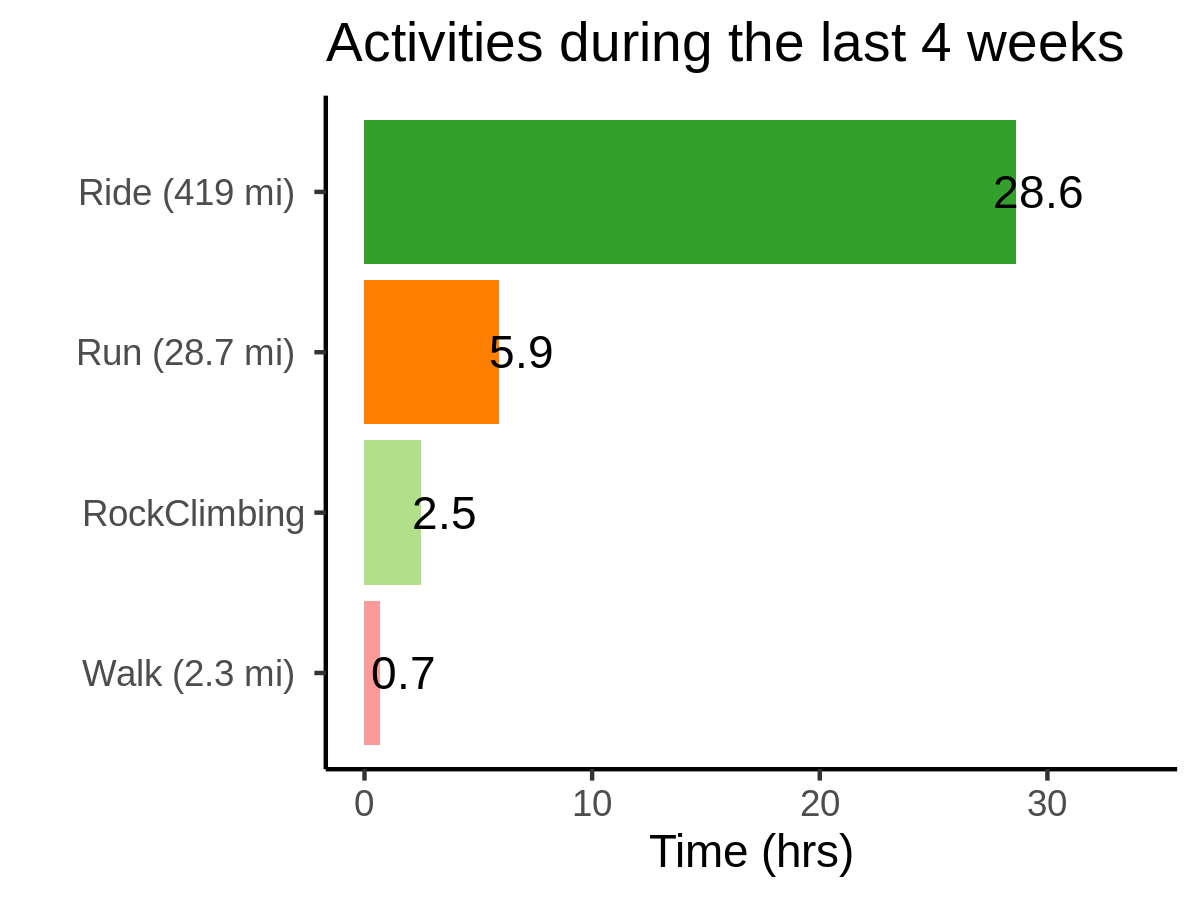 Activities during the last 4 weeks
Ride (419 mi)
28.6
Run (28.7 mi)
5.9
RockClimbing
2.5
Walk (2.3 mi)
0.7
0 10 20 30
Time (hrs)